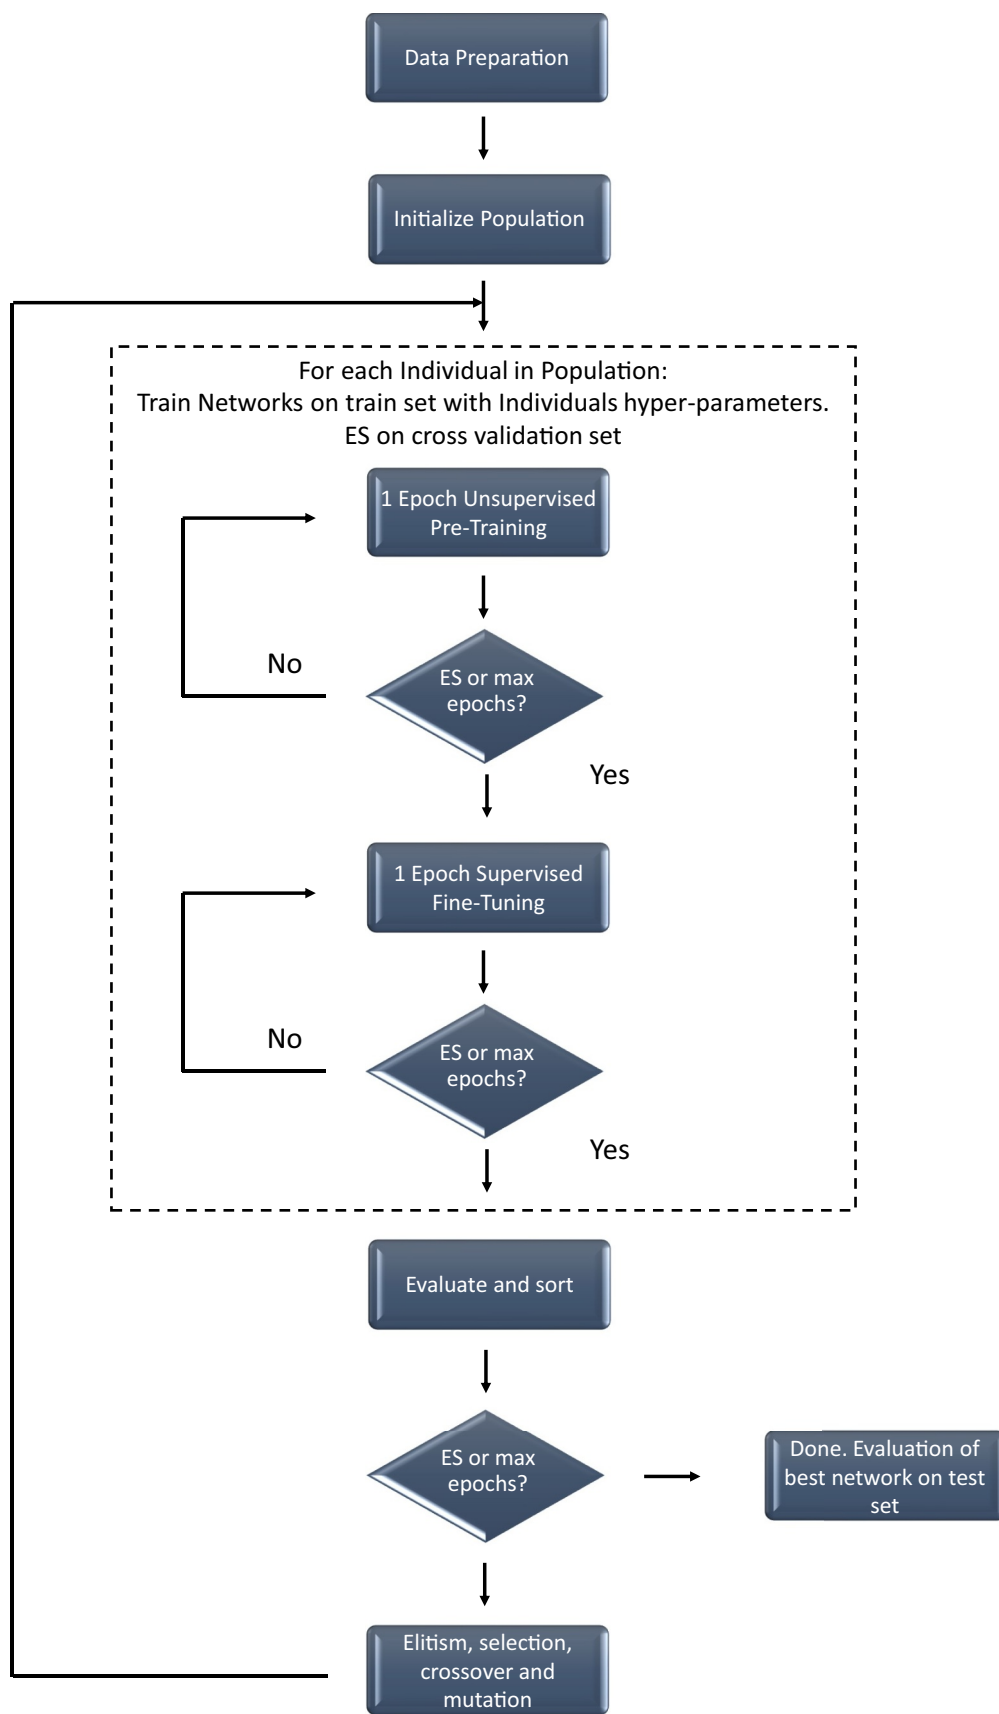 Data Preparation
Initialize Population
For each Individual in Population:
Train Networks on train set with Individuals hyper-parameters.
ES on cross validation set
1 Epoch Unsupervised
Pre-Training
No
ES or max
epochs?
Yes
1 Epoch Supervised
Fine-Tuning
No
ES or max
epochs?
Yes
Evaluate and sort
ES or max
epochs?
Done. Evaluation of
best network on test
set
Elitism, selection,
crossover and
mutation